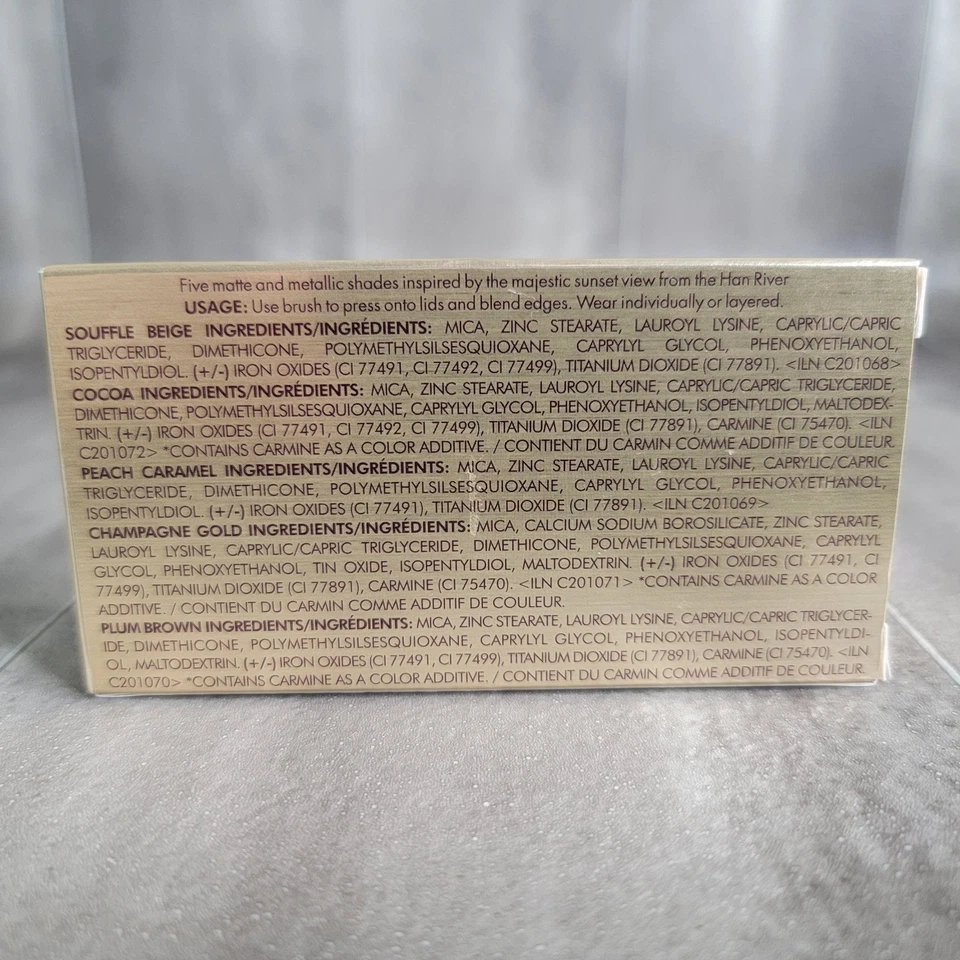 Five matte and metallic shades inspired by the majestic sunset view from the Han River
USAGE: Use brush to press onto lids and blend edges. Wear individually or layered.
SOUFFLE BEIGE INGREDIENTS/INGRÉDIENTS: MICA, ZINC STEARATE, LAUROYL LYSINE, CAPRYLIC/CAPRIC
TRIGLYCERIDE, DIMETHICONE, POLYMETHYLSILSESQUIOXANE, CAPRYLYL GLYCOL, PHENOXYETHANOL,
ISOPENTYLDIOL. (+/-) IRON OXIDES (CI 77491, CI 77492, CI 77499), TITANIUM DIOXIDE (CI 77891). <ILN C201068>
COCOA INGREDIENTS/INGRÉDIENTS: MICA, ZINC STEARATE, LAUROYL LYSINE, CAPRYLIC/CAPRIC TRIGLYCERIDE,
DIMETHICONE, POLYMETHYLSILSESQUIOXANE, CAPRYLYL GLYCOL, PHENOXYETHANOL, ISOPENTYLDIOL, MALTODEX-
TRIN. (+/-) IRON OXIDES (CI 77491, CI 77492, CI 77499), TITANIUM DIOXIDE (CI 77891), CARMINE (CI 75470). <ILN
C201072> *CONTAINS CARMINE AS A COLOR ADDITIVE. / CONTIENT DU CARMIN COMME ADDITIF DE COULEUR.
PEACH CARAMEL INGREDIENTS/INGRÉDIENTS: MICA, ZINC STEARATE, LAUROYL LYSINE, CAPRYLIC/CAPRIC
TRIGLYCERIDE, DIMETHICONE, POLYMETHYLSILSESQUIOXANE, CAPRYLYL GLYCOL, PHENOXYETHANOL,
ISOPENTYLDIOL. (+/-) IRON OXIDES (CI 77491), TITANIUM DIOXIDE (CI 77891). <ILN C201069>
CHAMPAGNE GOLD INGREDIENTS/INGRÉDIENTS: MICA, CALCIUM SODIUM BOROSILICATE, ZINC STEARATE,
LAUROYL LYSINE, CAPRYLIC/CAPRIC TRIGLYCERIDE, DIMETHICONE, POLYMETHYLSILSESQUIOXANE, CAPRYLYL
GLYCOL, PHENOXYETHANOL, TIN OXIDE, ISOPENTYLDIOL, MALTODEXTRIN. (+/-) IRON OXIDES (CI 77491, CI
77499), TITANIUM DIOXIDE (CI 77891), CARMINE (CI 75470). <ILN C201071> *CONTAINS CARMINE AS A COLOR
ADDITIVE. / CONTIENT DU CARMIN COMME ADDITIF DE COULEUR.
PLUM BROWN INGREDIENTS/INGRÉDIENTS: MICA, ZINC STEARATE, LAUROYL LYSINE, CAPRYLIC/CAPRIC TRIGLYCER-
IDE, DIMETHICONE, POLYMETHYLSILSESQUIOXANE, CAPRYLYL GLYCOL, PHENOXYETHANOL, ISOPENTYLDI-
OL, MALTODEXTRIN. (+/-) IRON OXIDES (CI 77491, CI 77499), TITANIUM DIOXIDE (CI 77891), CARMINE (CI 75470). <ILN
C201070> *CONTAINS CARMINE AS A COLOR ADDITIVE. / CONTIENT DU CARMIN COMME ADDITIF DE COULEUR.